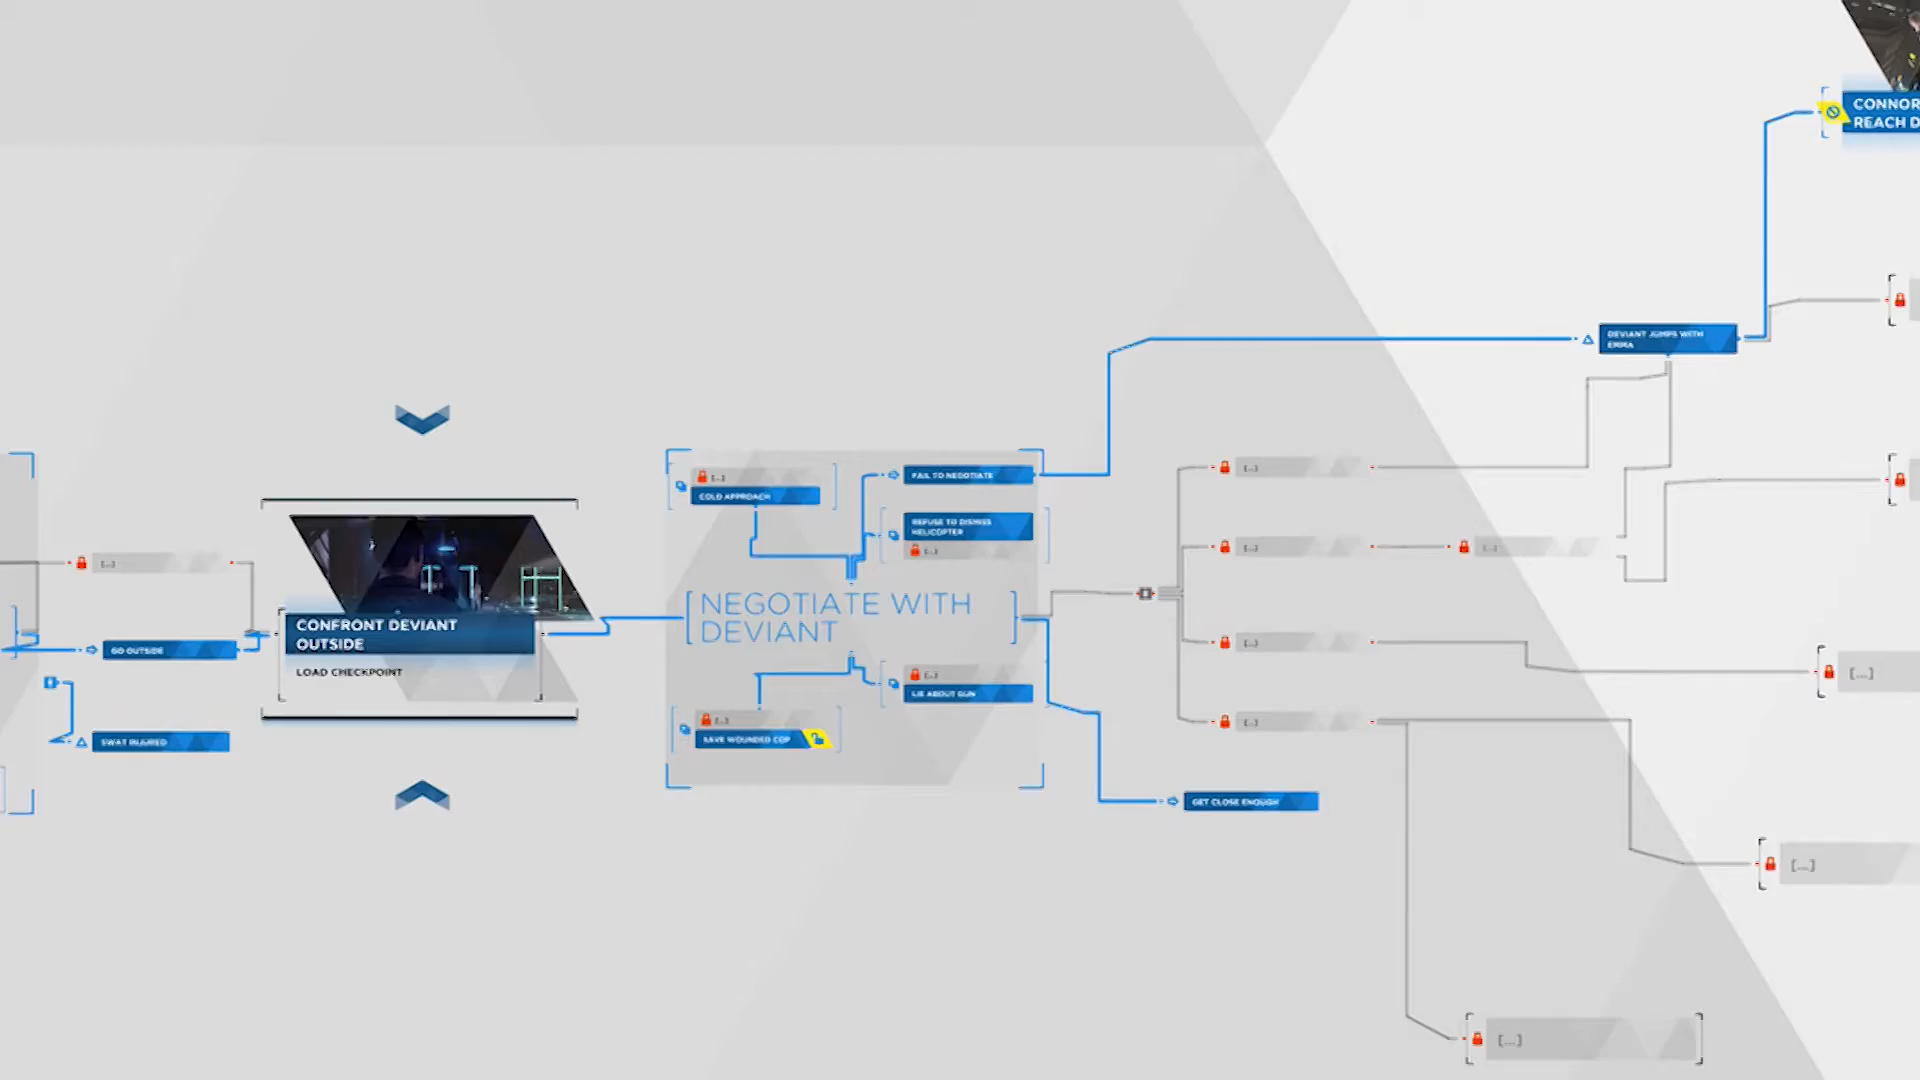 [...]
GO OUTSIDE
SWAT INJURED
CONFRONT DEVIANT
OUTSIDE
LOAD CHECKPOINT
[...]
COLD APPROACH
FAIL TO NEGOTIATE
REFUSE TO DISMISS
HELICOPTER
[...]
NEGOTIATE WITH
DEVIANT
[...]
LIE ABOUT GUN
[...]
SAVE WOUNDED COP
[...]
[...]
[...]
[...]
[...]
GET CLOSE ENOUGH
DEVIANT JUMPS WITH
EMMA
CONNOR
REACH D
[...]
[...]
[...]